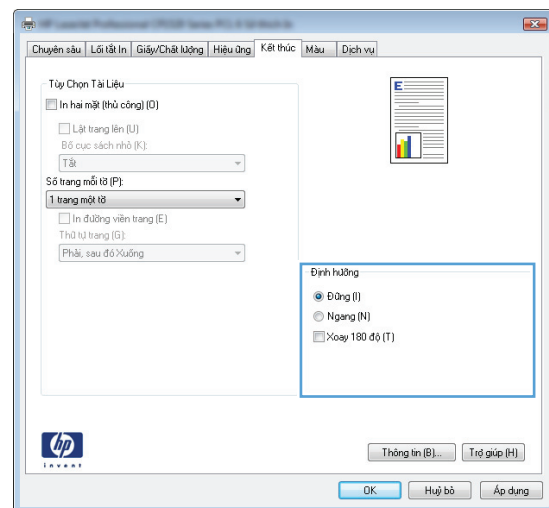 Chuyên sâu Lối tắt In Giấy/Chất lượng Hiệu ứng Kết thúc Màu Dịch vụ
Tùy Chọn Tài Liệu
In hai mặt (thủ công) (O)
Lật trang lên (U)
Bố cục sách nhỏ (K):
Tắt
Số trang mỗi tờ (P):
1 trang một tờ
In đường viền trang (E)
Thứ tự trang (G):
Phải, sau đó Xuống
E
Định hướng
Đứng (I)
Ngang (N)
Xoay 180 độ (T)
hp
invent
Thông tin (B)... Trợ giúp (H)
OK Huỷ bỏ Áp dụng